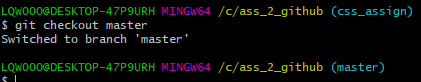 LQWOOO@DESKTOP-47P9URH MINGW64 /c/ass_2_github (css_assign)
$ git checkout master
Switched to branch 'master'
LQWOOO@DESKTOP-47P9URH MINGW64 /c/ass_2_github (master)
$